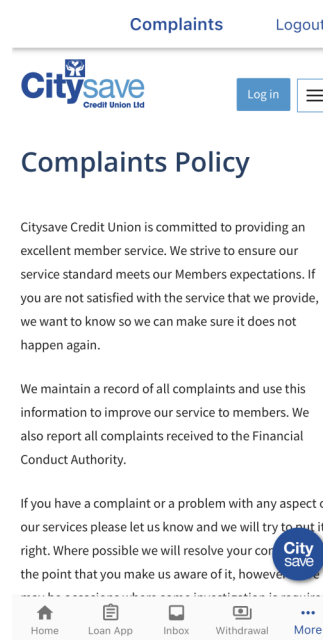 Complaints
Logout
Citysave
Credit Union Ltd
Log in
Complaints Policy
Citysave Credit Union is committed to providing an
excellent member service. We strive to ensure our
service standard meets our Members expectations. If
you are not satisfied with the service that we provide,
we want to know so we can make sure it does not
happen again.
We maintain a record of all complaints and use this
information to improve our service to members. We
also report all complaints received to the Financial
Conduct Authority.
If you have a complaint or a problem with any aspect
our services please let us know and we will try to put it
right. Where possible we will resolve your
the point that you make us aware of it,
City
save
Home
Loan App
Inbox
Withdrawal
More